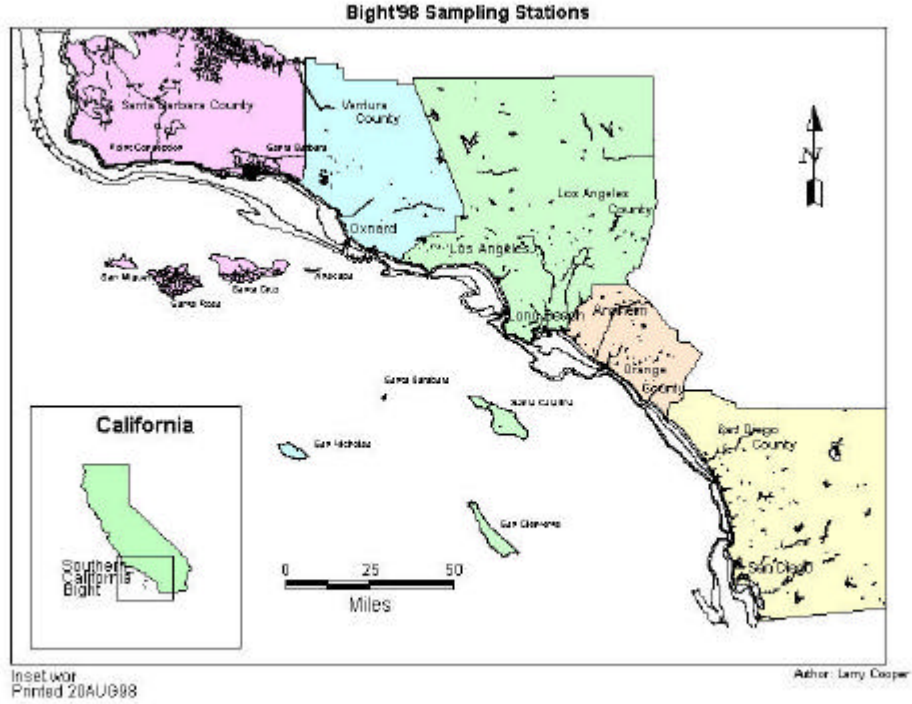 Bight'98 Sampling Stations
Santa Barbara County
Ventura
County
Point Conception
Santa Barbara
N
Los Angeles
County
Oxnard
Los Angeles
San Miguel
Santa Rosa
Santa Cruz
Anacapa
Long Beach
Anaheim
Orange
County
Santa Barbara
Santa Catalina
San Nicholas
San Diego
County
San Clemente
San Diego
California
Southern
California
Bight
0 25 50
Miles
Inset.wor
Printed 20AUG98
Author: Larry Cooper